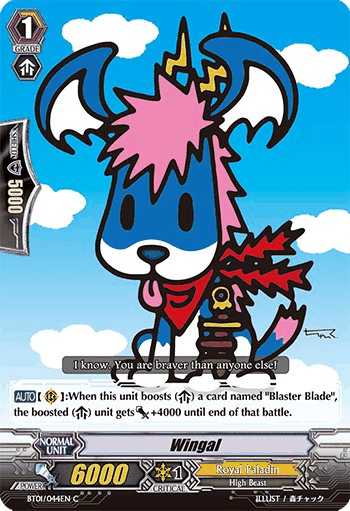 1
GRADE
SHIELD 5000
I know. You are braver than anyone else!
AUTO [ ]:When this unit boosts ( ) a card named "Blaster Blade",
the boosted ( ) unit gets +4000 until end of that battle.
NORMAL
UNIT
Wingal
POWER 6000
1
CRITICAL
Royal Paladin
High Beast
BT01/044EN C
ILLUST / 森チャック